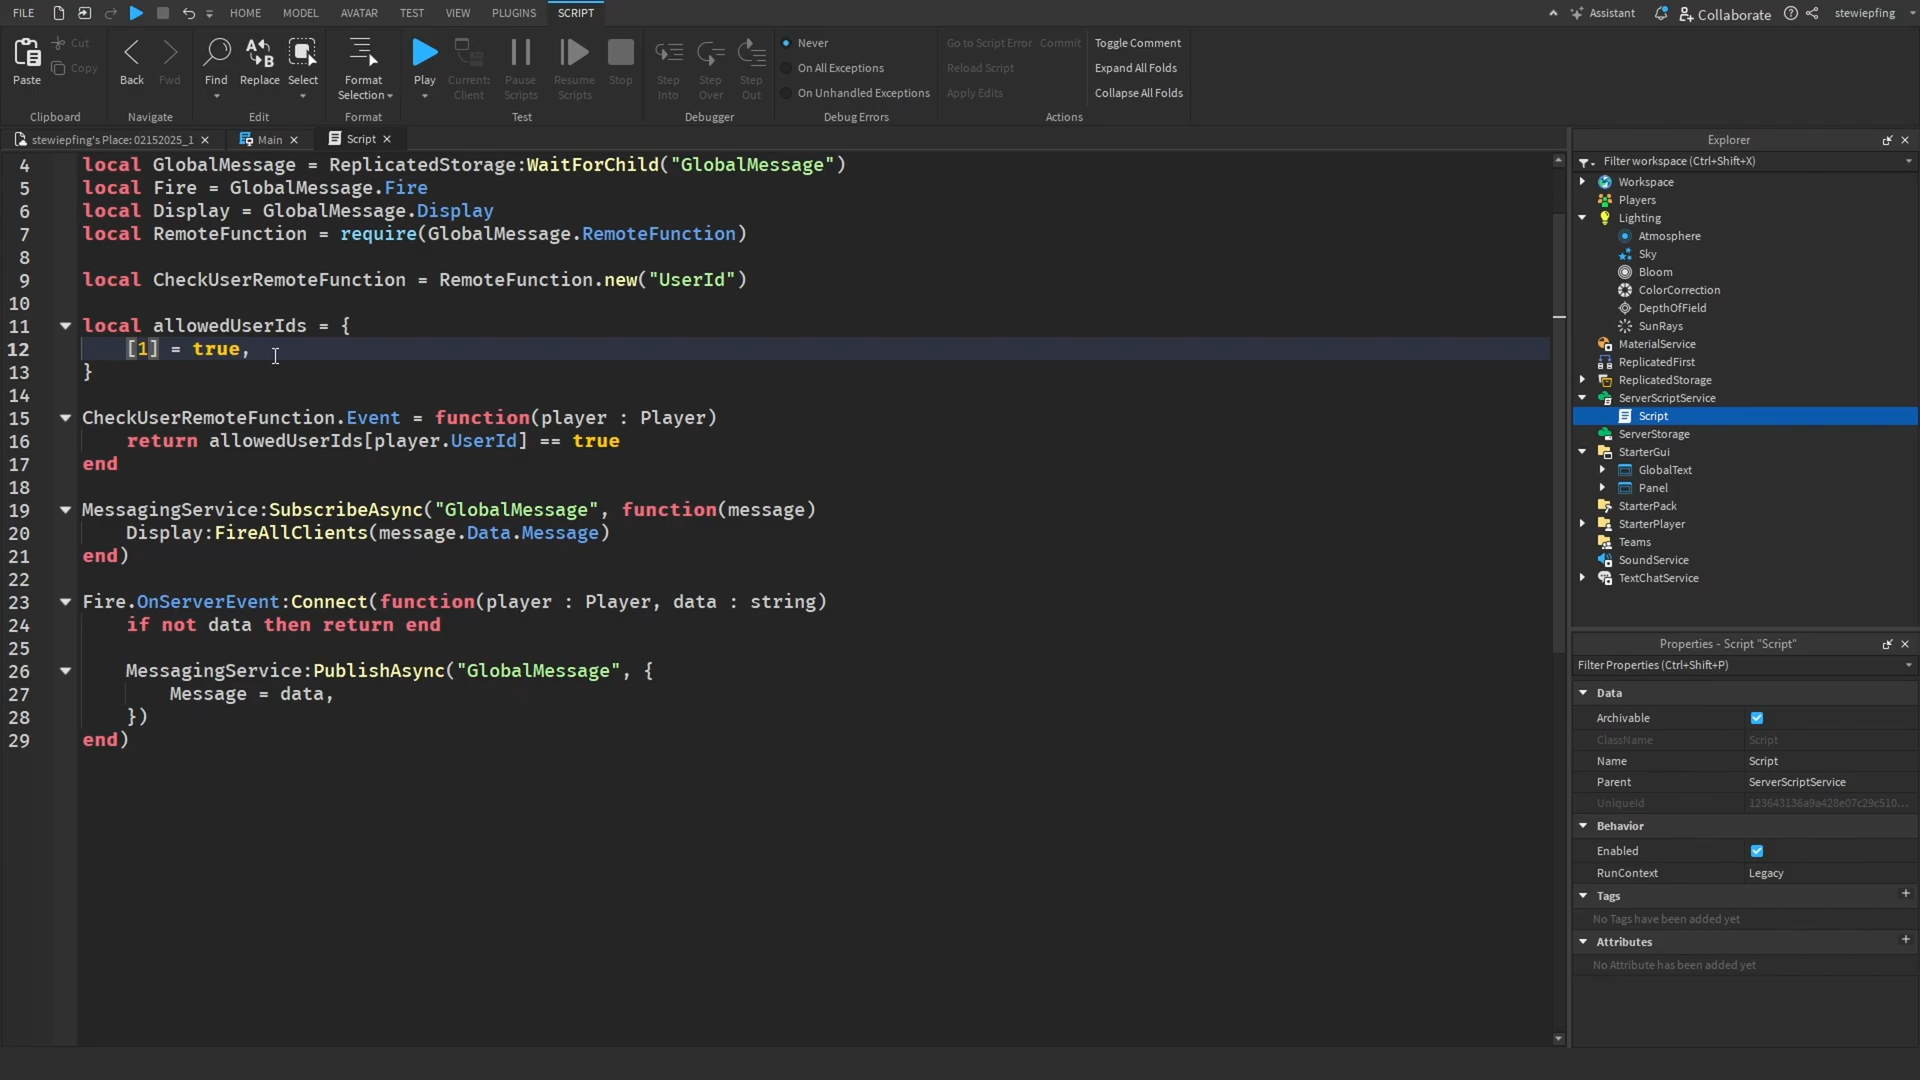 FILE HOME MODEL AVATAR TEST VIEW PLUGINS SCRIPT Assistant Collaborate stewiepfing
Paste Cut Copy Back Fwd Find Replace Select Format Selection Play Current: Client Pause Scripts Resume Scripts Stop Step Into Step Over Step Out
Never
On All Exceptions
On Unhandled Exceptions
Go to Script Error Commit Toggle Comment
Reload Script Expand All Folds
Apply Edits Collapse All Folds
Clipboard Navigate Edit Format Test Debugger Debug Errors Actions
stewiepfing's Place: 02152025_1 Main Script
4 local GlobalMessage = ReplicatedStorage:WaitForChild("GlobalMessage")
5 local Fire = GlobalMessage.Fire
6 local Display = GlobalMessage.Display
7 local RemoteFunction = require(GlobalMessage.RemoteFunction)
8
9 local CheckUserRemoteFunction = RemoteFunction.new("UserId")
10
11 local allowedUserIds = {
12 [1] = true,
13 }
14
15 CheckUserRemoteFunction.Event = function(player : Player)
16 return allowedUserIds[player.UserId] == true
17 end
18
19 MessagingService:SubscribeAsync("GlobalMessage", function(message)
20 Display:FireAllClients(message.Data.Message)
21 end)
22
23 Fire.OnServerEvent:Connect(function(player : Player, data : string)
24 if not data then return end
25
26 MessagingService:PublishAsync("GlobalMessage", {
27 Message = data,
28 })
29 end)
Explorer
Filter workspace (Ctrl+Shift+X)
Workspace
Players
Lighting
Atmosphere
Sky
Bloom
ColorCorrection
DepthOfField
SunRays
MaterialService
ReplicatedFirst
ReplicatedStorage
ServerScriptService
Script
ServerStorage
StarterGui
GlobalText
Panel
StarterPack
StarterPlayer
Teams
SoundService
TextChatService
Properties - Script "Script"
Filter Properties (Ctrl+Shift+P)
Data
Archivable
ClassName Script
Name Script
Parent ServerScriptService
UniqueId 123643136a9a428e07c29c510...
Behavior
Enabled
RunContext Legacy
Tags +
No Tags have been added yet
Attributes +
No Attribute has been added yet